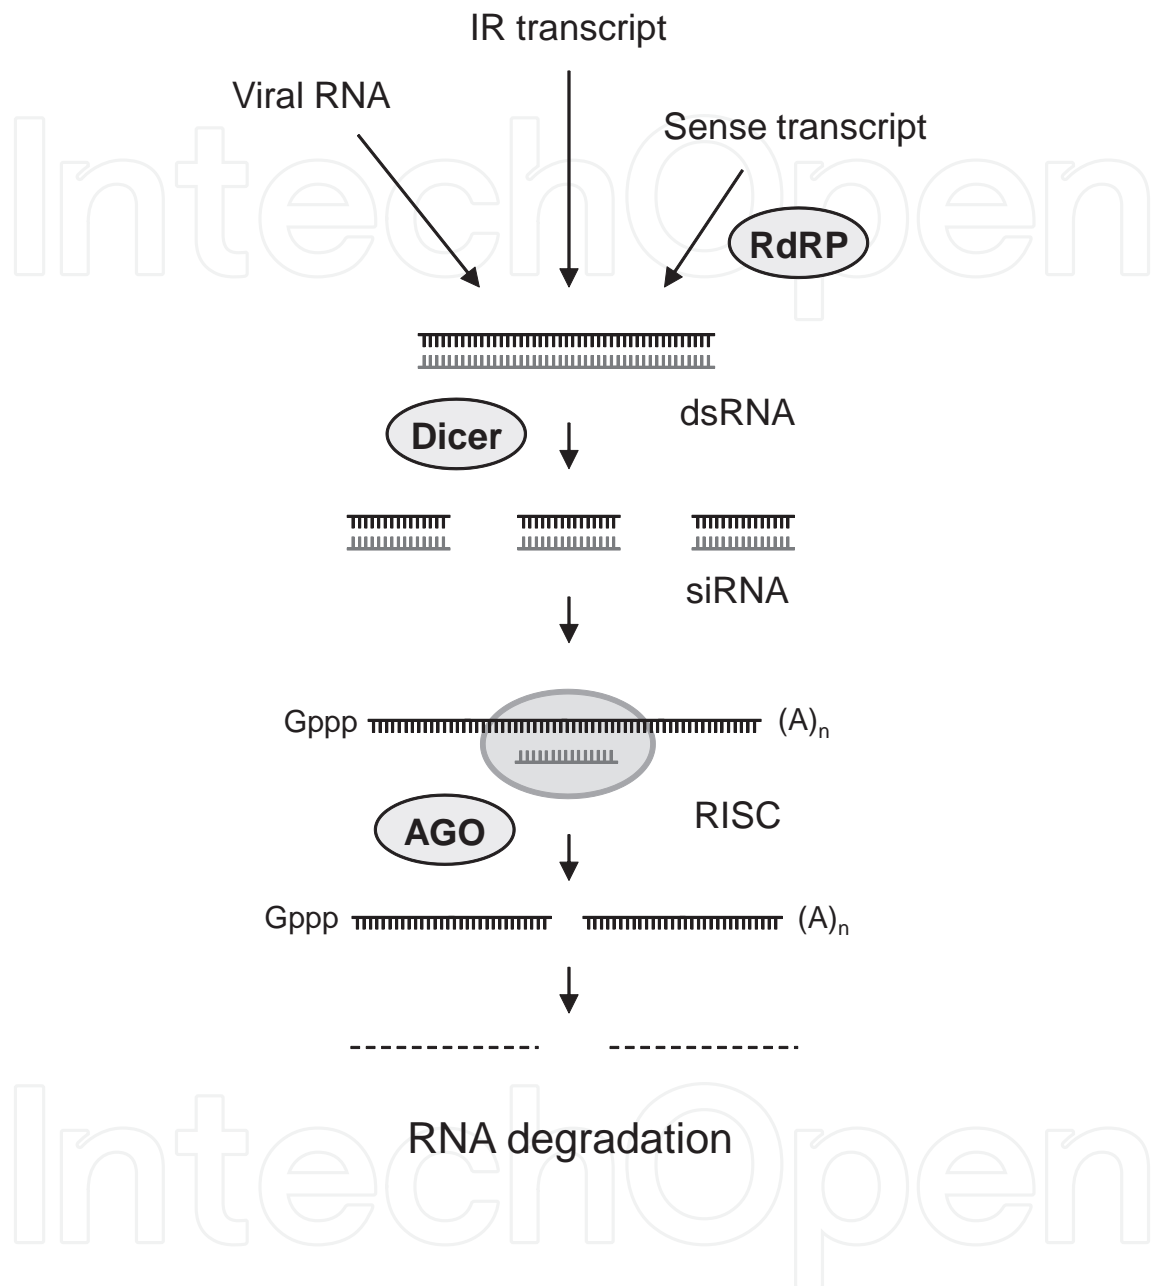 IR transcript
Viral RNA
Sense transcript
RdRP
dsRNA
Dicer
siRNA
Gppp (A)n
RISC
AGO
Gppp (A)n
RNA degradation
IntechOpen
IntechOpen